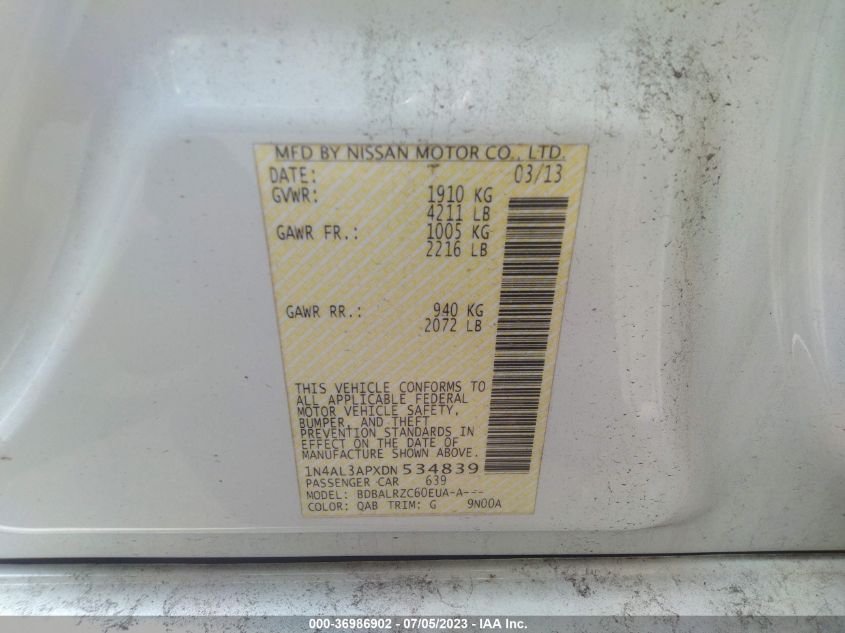 MFD BY NISSAN MOTOR CO., LTD.
DATE: 03/13
GVWR: 1910 KG
4211 LB
GAWR FR.: 1005 KG
2216 LB
GAWR RR.: 940 KG
2072 LB
THIS VEHICLE CONFORMS TO
ALL APPLICABLE FEDERAL
MOTOR VEHICLE SAFETY,
BUMPER, AND THEFT
PREVENTION STANDARDS IN
EFFECT ON THE DATE OF
MANUFACTURE SHOWN ABOVE.
1N4AL3APXDN534839
PASSENGER CAR 639
MODEL: BDBALRZC60EUA-A---
COLOR: QAB TRIM: G 9N00A
000-36986902 - 07/05/2023 - IAA Inc.